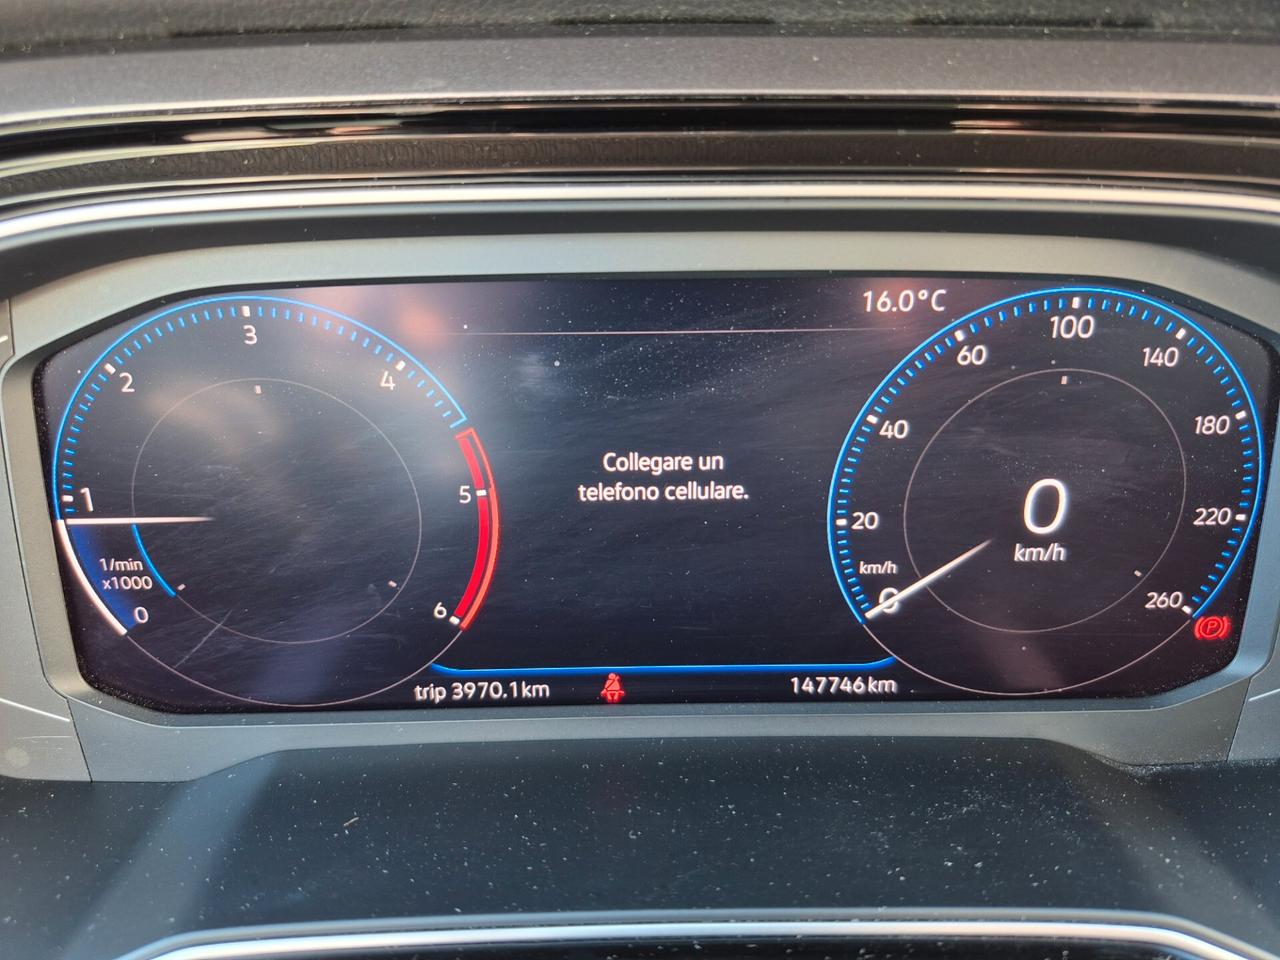 16.0°C
1/min
x1000
0
1
2
3
4
5
6
Collegare un
telefono cellulare.
km/h
0
20
40
60
100
140
180
220
260
0
km/h
P
trip 3970.1km
147746km